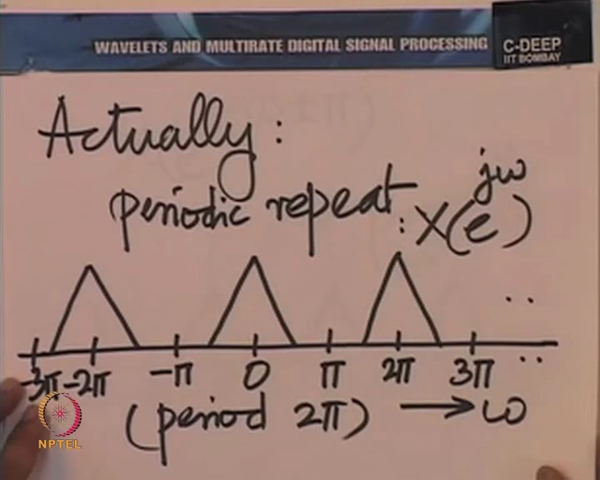 WAVELETS AND MULTIRATE DIGITAL SIGNAL PROCESSING
C-DEEP
IIT BOMBAY
Actually:
periodic repeat: X(e^jω)
-3π -2π -π 0 π 2π 3π ..
(period 2π) → ω
NPTEL